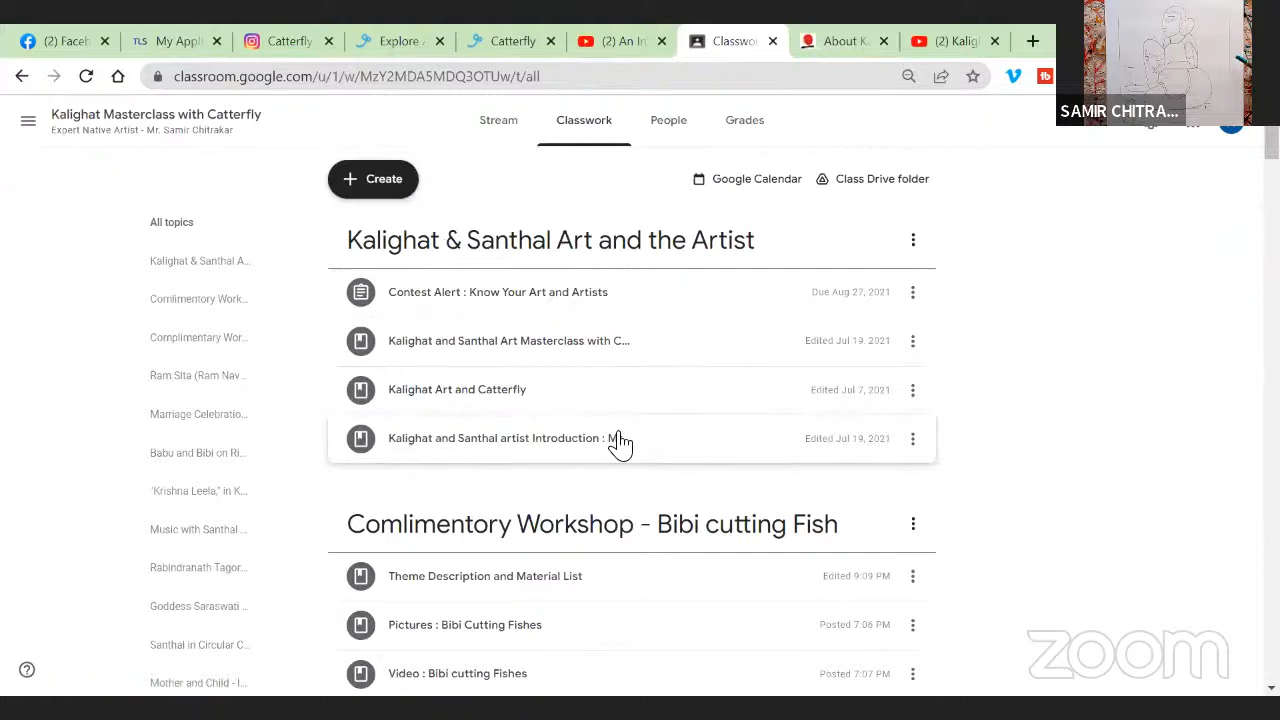 (2) Faceb
TLS
My Appl
Catterfly
Explore
Catterfly
(2) An In
Classwo
About K
(2) Kalig
classroom.google.com/u/1/w/MzY2MDA5MDQ3OTUw/t/all
tb
SAMIR CHITRA...
Kalighat Masterclass with Catterfly
Expert Native Artist - Mr. Samir Chitrakar
Stream
Classwork
People
Grades
Create
Google Calendar
Class Drive folder
All topics
Kalighat & Santhal A...
Comlimentory Work...
Complimentary Wor...
Ram Sita (Ram Nav...
Marriage Celebratio...
Babu and Bibi on Ri...
"Krishna Leela," in K...
Music with Santhal ...
Rabindranath Tagor...
Goddess Saraswati ...
Santhal in Circular C...
Mother and Child - I...
Kalighat & Santhal Art and the Artist
Contest Alert : Know Your Art and Artists
Due Aug 27, 2021
Kalighat and Santhal Art Masterclass with C...
Edited Jul 19, 2021
Kalighat Art and Catterfly
Edited Jul 7, 2021
Kalighat and Santhal artist Introduction :
Edited Jul 19, 2021
Comlimentory Workshop - Bibi cutting Fish
Theme Description and Material List
Edited 9:09 PM
Pictures : Bibi Cutting Fishes
Posted 7:06 PM
Video : Bibi cutting Fishes
Posted 7:07 PM
zoom